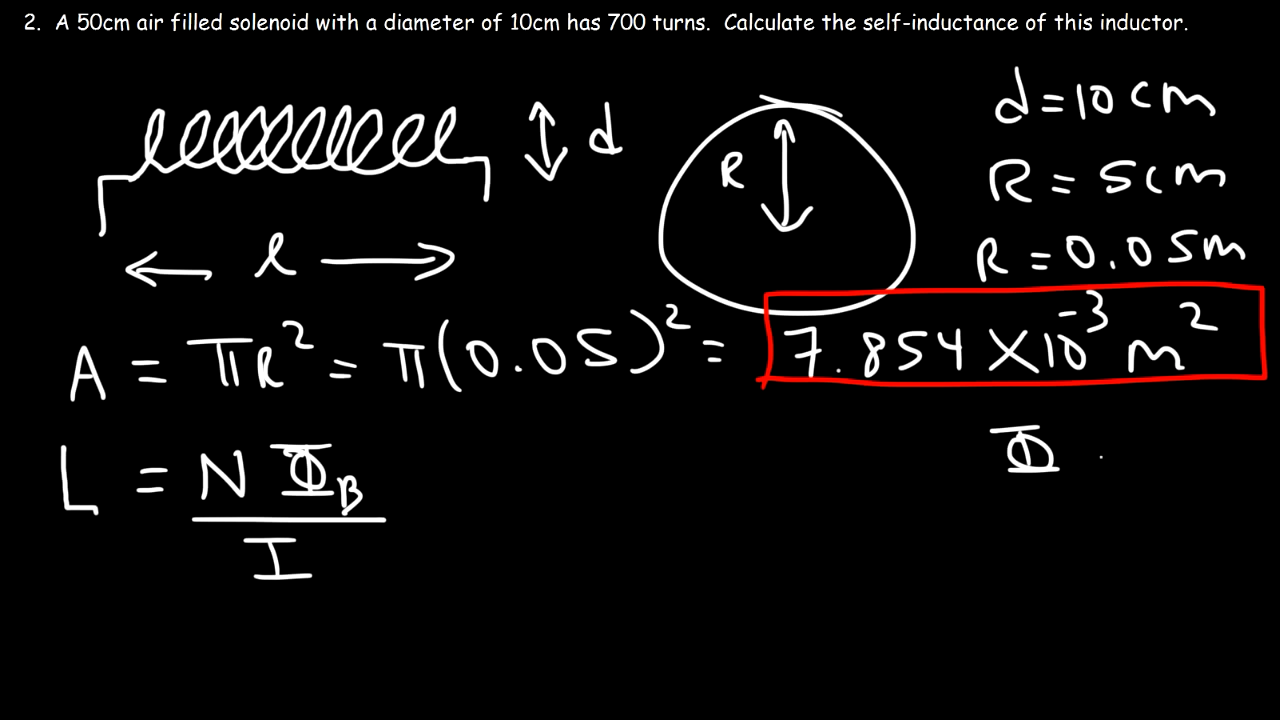 2. A 50cm air filled solenoid with a diameter of 10cm has 700 turns. Calculate the self-inductance of this inductor.
d = 10cm
d
R
R = 5cm
l
R = 0.05m
A = πR² = π(0.05)² = 7.854 × 10⁻³ m²
Φ
L = N Φ_B
I